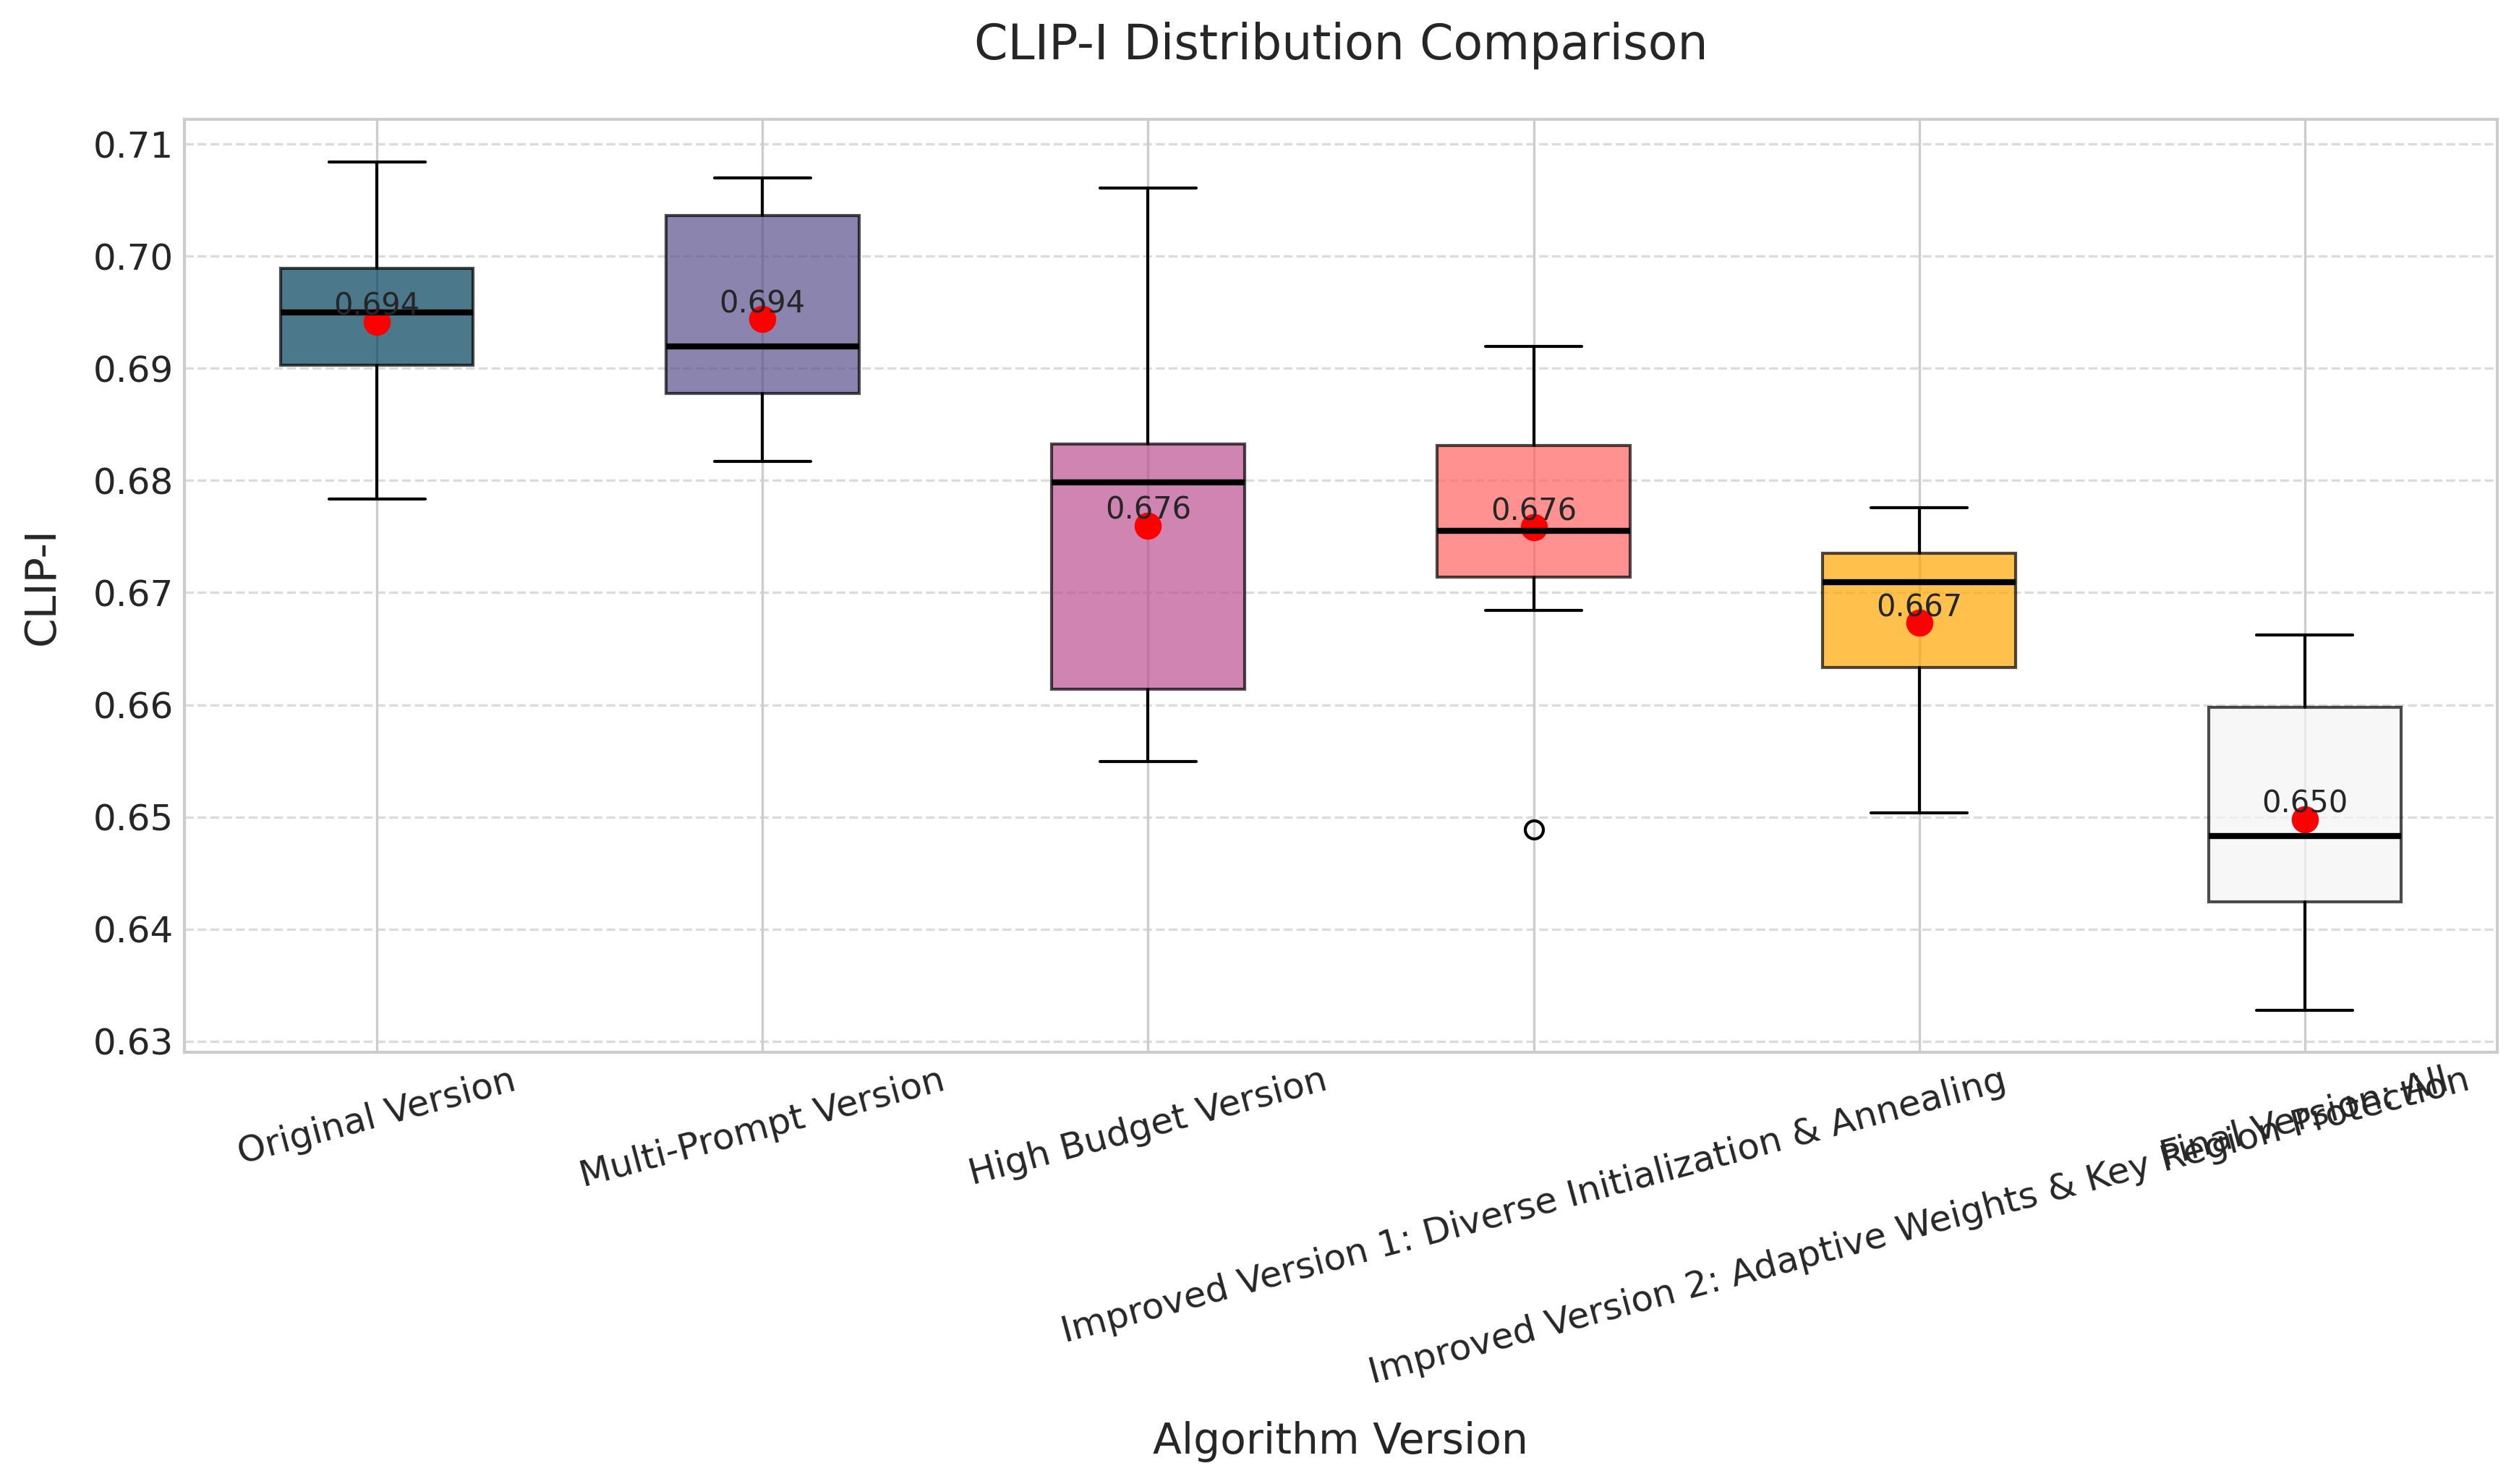 CLIP-I Distribution Comparison
CLIP-I
0.71
0.70
0.69
0.68
0.67
0.66
0.65
0.64
0.63
0.694
0.694
0.676
0.676
0.667
0.650
Original Version
Multi-Prompt Version
High Budget Version
Improved Version 1: Diverse Initialization & Annealing
Improved Version 2: Adaptive Weights & Key Region Protection
Final Version: All
Algorithm Version